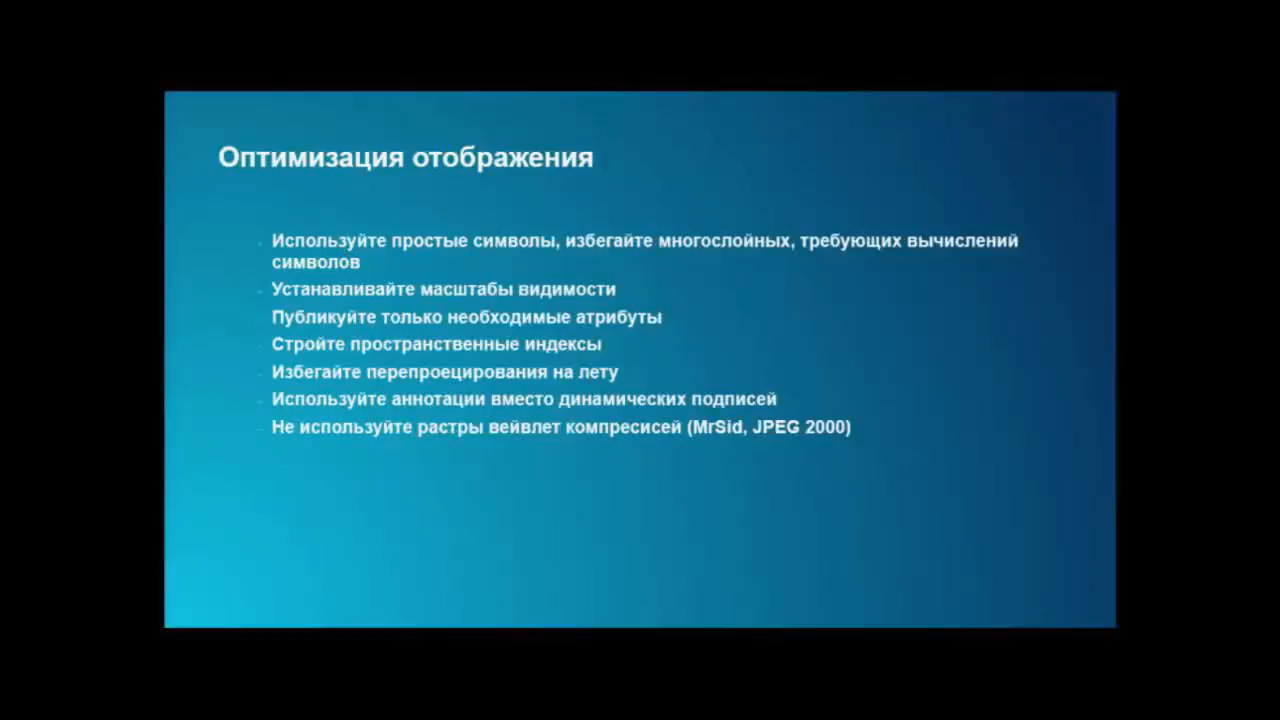 Оптимизация отображения
- Используйте простые символы, избегайте многослойных, требующих вычислений
символов
- Устанавливайте масштабы видимости
Публикуйте только необходимые атрибуты
- Стройте пространственные индексы
- Избегайте перепроецирования на лету
- Используйте аннотации вместо динамических подписей
- Не используйте растры вейвлет компресисей (MrSid, JPEG 2000)